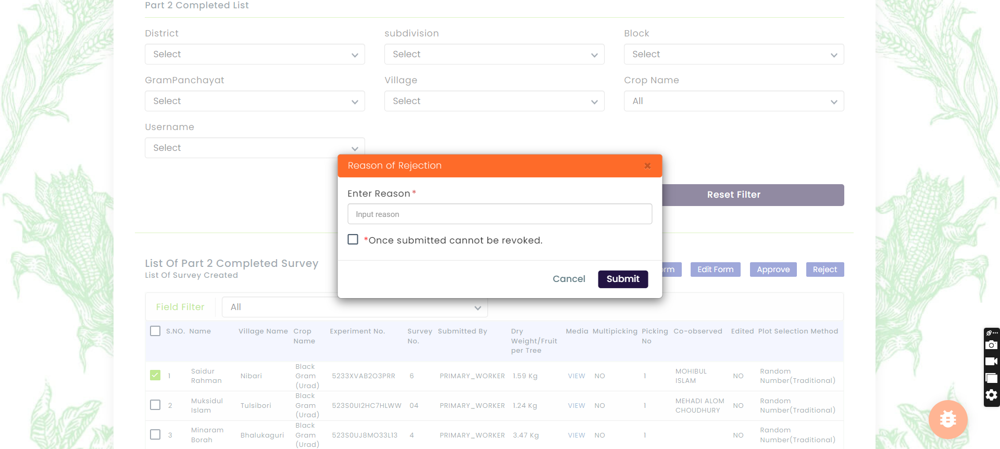 Part 2 Completed List
District
subdivision
Block
Select
Select
Select
GramPanchayat
Village
Crop Name
Select
Select
All
Username
Select
Reason of Rejection
Enter Reason*
Input reason
*Once submitted cannot be revoked.
Cancel
Submit
Reset Filter
List Of Part 2 Completed Survey
List Of Survey Created
Edit Form
Approve
Reject
Field Filter
All
S.NO. Name Village Name Crop Name Experiment No. Survey No. Submitted By Dry Weight/Fruit per Tree Media Multipicking Picking No Co-observed Edited Plot Selection Method
1 Saidur Rahman Nibari Black Gram (Urad) 5233XVAB2O3PRR 6 PRIMARY_WORKER 1.59 Kg VIEW NO 1 MOHIBUL ISLAM NO Random Number(Traditional)
2 Muksidul Islam Tulsibori Black Gram (Urad) 523S0UI2HC7HLWW 04 PRIMARY_WORKER 1.24 Kg VIEW NO 1 MEHADI ALOM CHOUDHURY NO Random Number(Traditional)
3 Minaram Borah Bhalukaguri Black Gram (Urad) 523S0UJ8MO33L13 4 PRIMARY_WORKER 3.47 Kg VIEW NO 1 NO Random Number(Traditional)